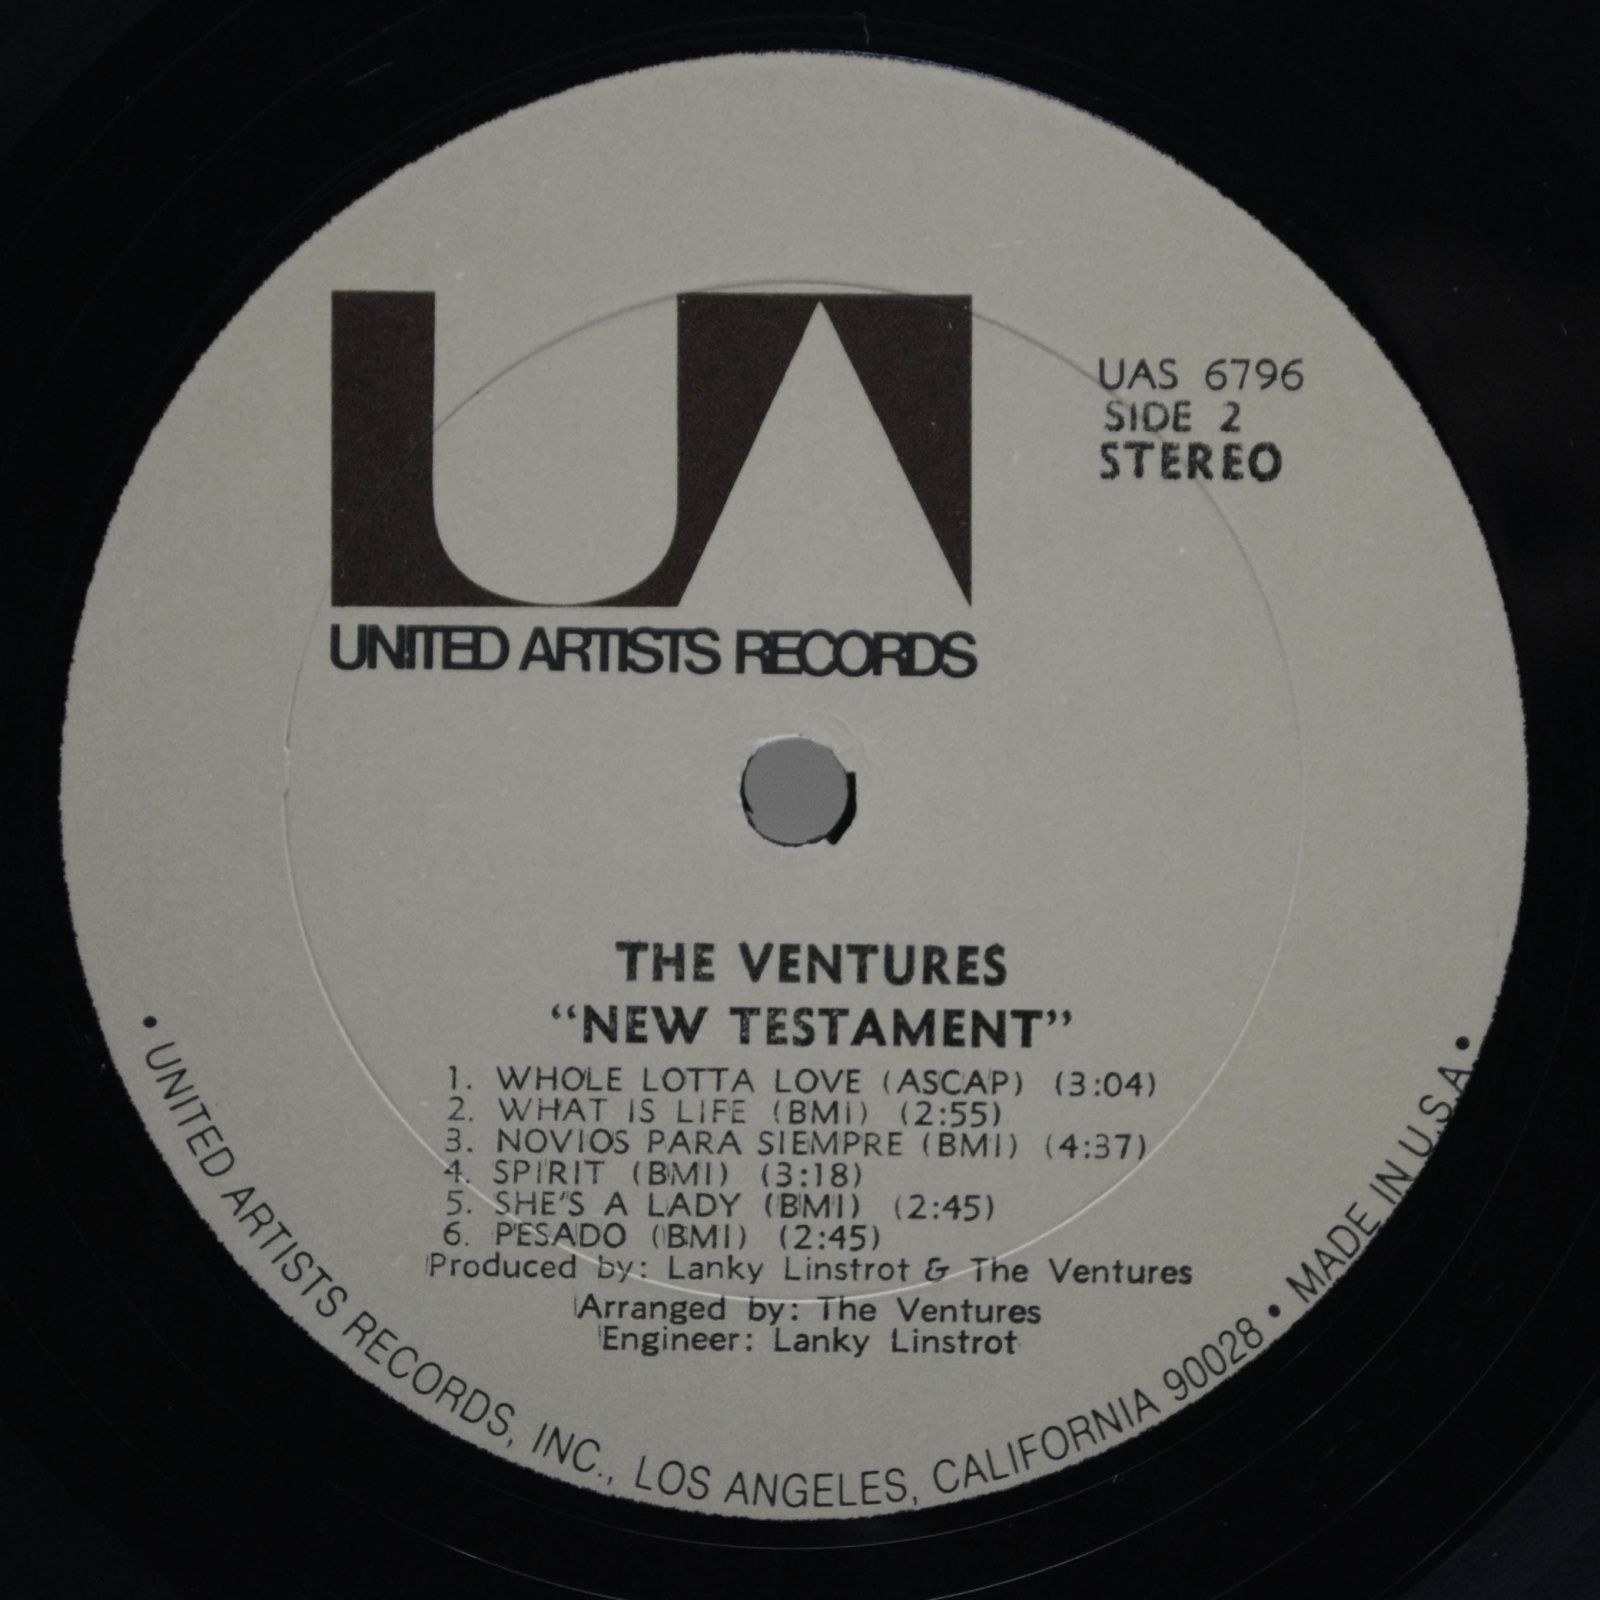 UA
UNITED ARTISTS RECORDS
UAS 6796
SIDE 2
STEREO
THE VENTURES
“NEW TESTAMENT”
1. WHOLE LOTTA LOVE (ASCAP) (3:04)
2. WHAT IS LIFE (BMI) (2:55)
3. NOVIOS PARA SIEMPRE (BMI) (4:37)
4. SPIRIT (BMI) (3:18)
5. SHE'S A LADY (BMI) (2:45)
6. PESADO (BMI) (2:45)
Produced by: Lanky Linstrot & The Ventures
Arranged by: The Ventures
Engineer: Lanky Linstrot
• UNITED ARTISTS RECORDS, INC., LOS ANGELES, CALIFORNIA 90028 • MADE IN U.S.A. •